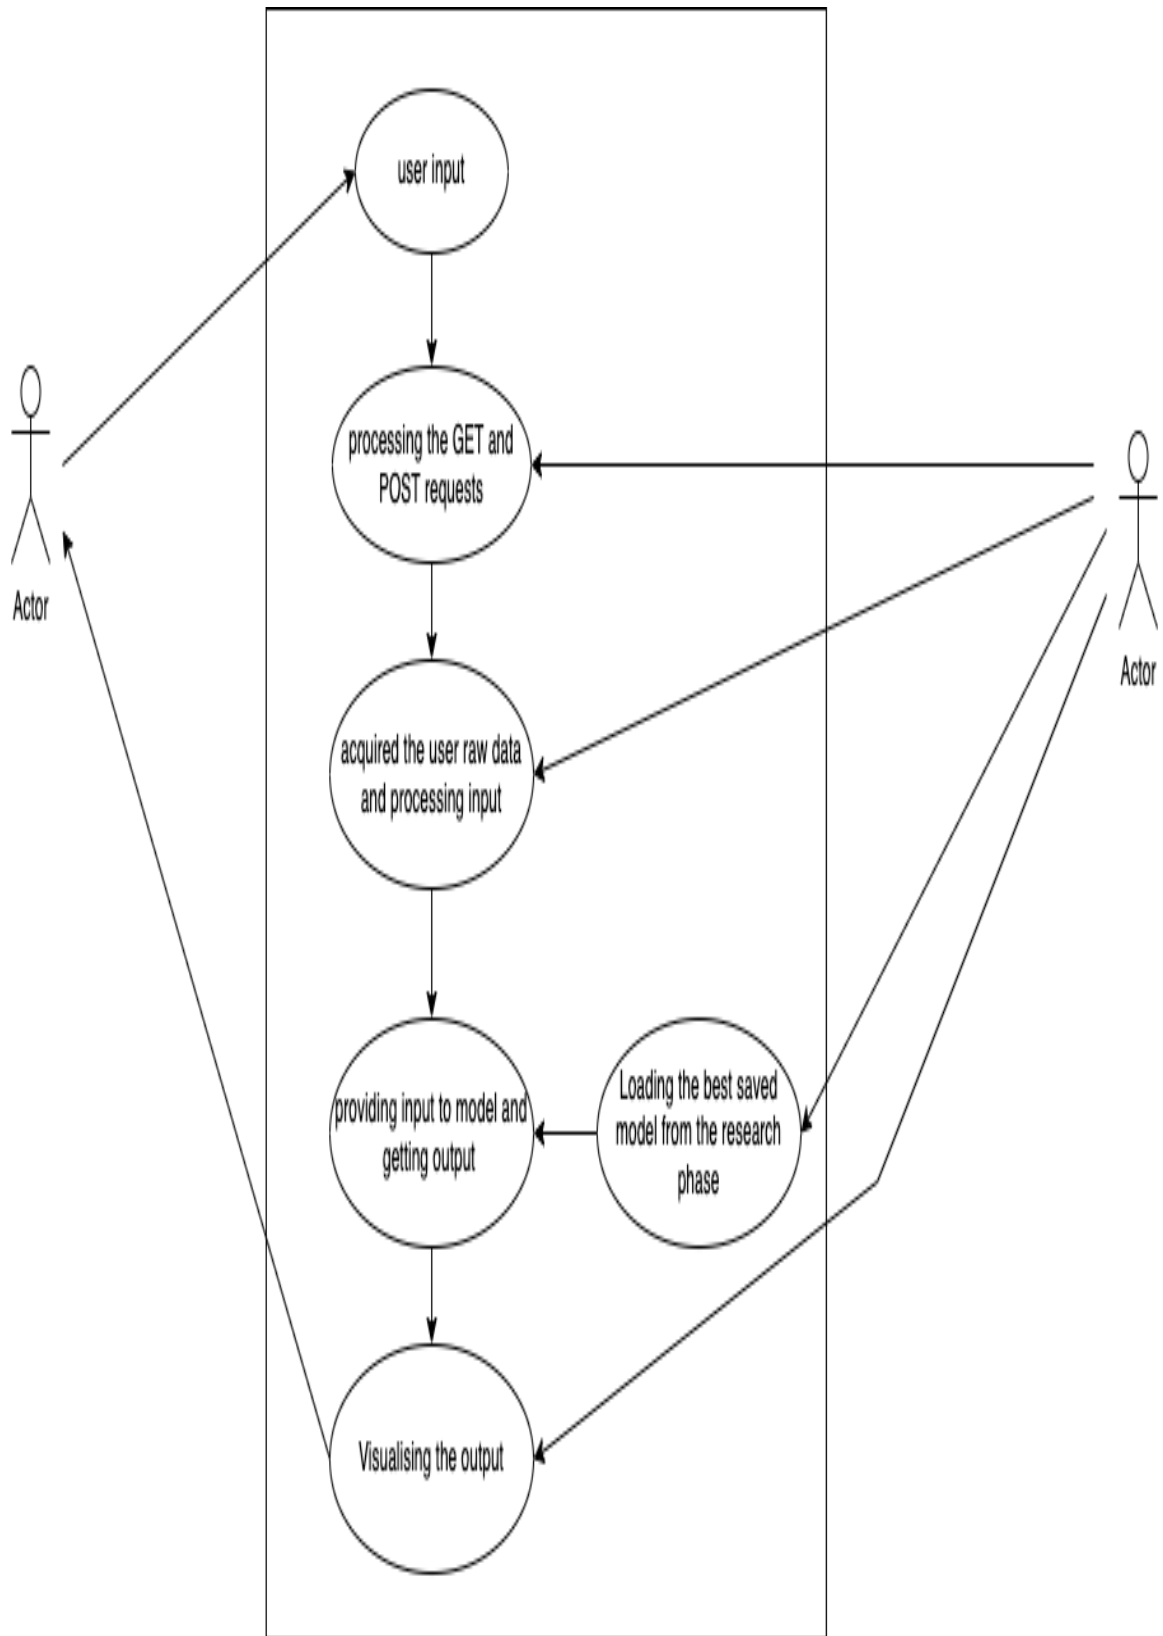 user input
processing the GET and
POST requests
Actor
Actor
acquired the user raw data
and processing input
providing input to model and
getting output
Loading the best saved
model from the research
phase
Visualising the output